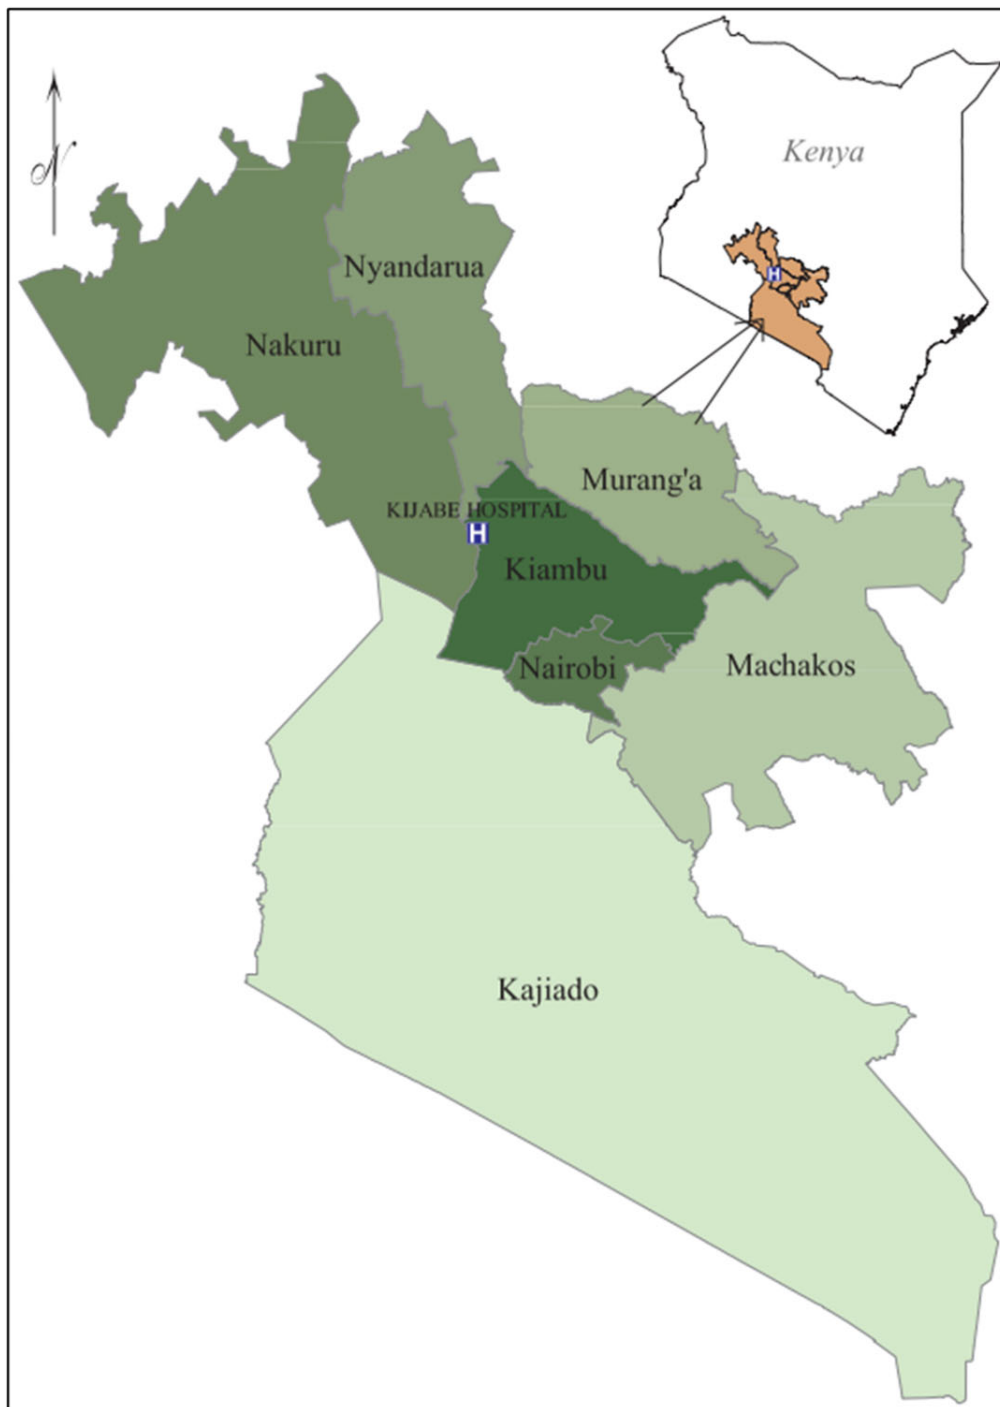 N
Kenya
H
Nyandarua
Nakuru
Murang'a
KIJABE HOSPITAL
H
Kiambu
Nairobi
Machakos
Kajiado